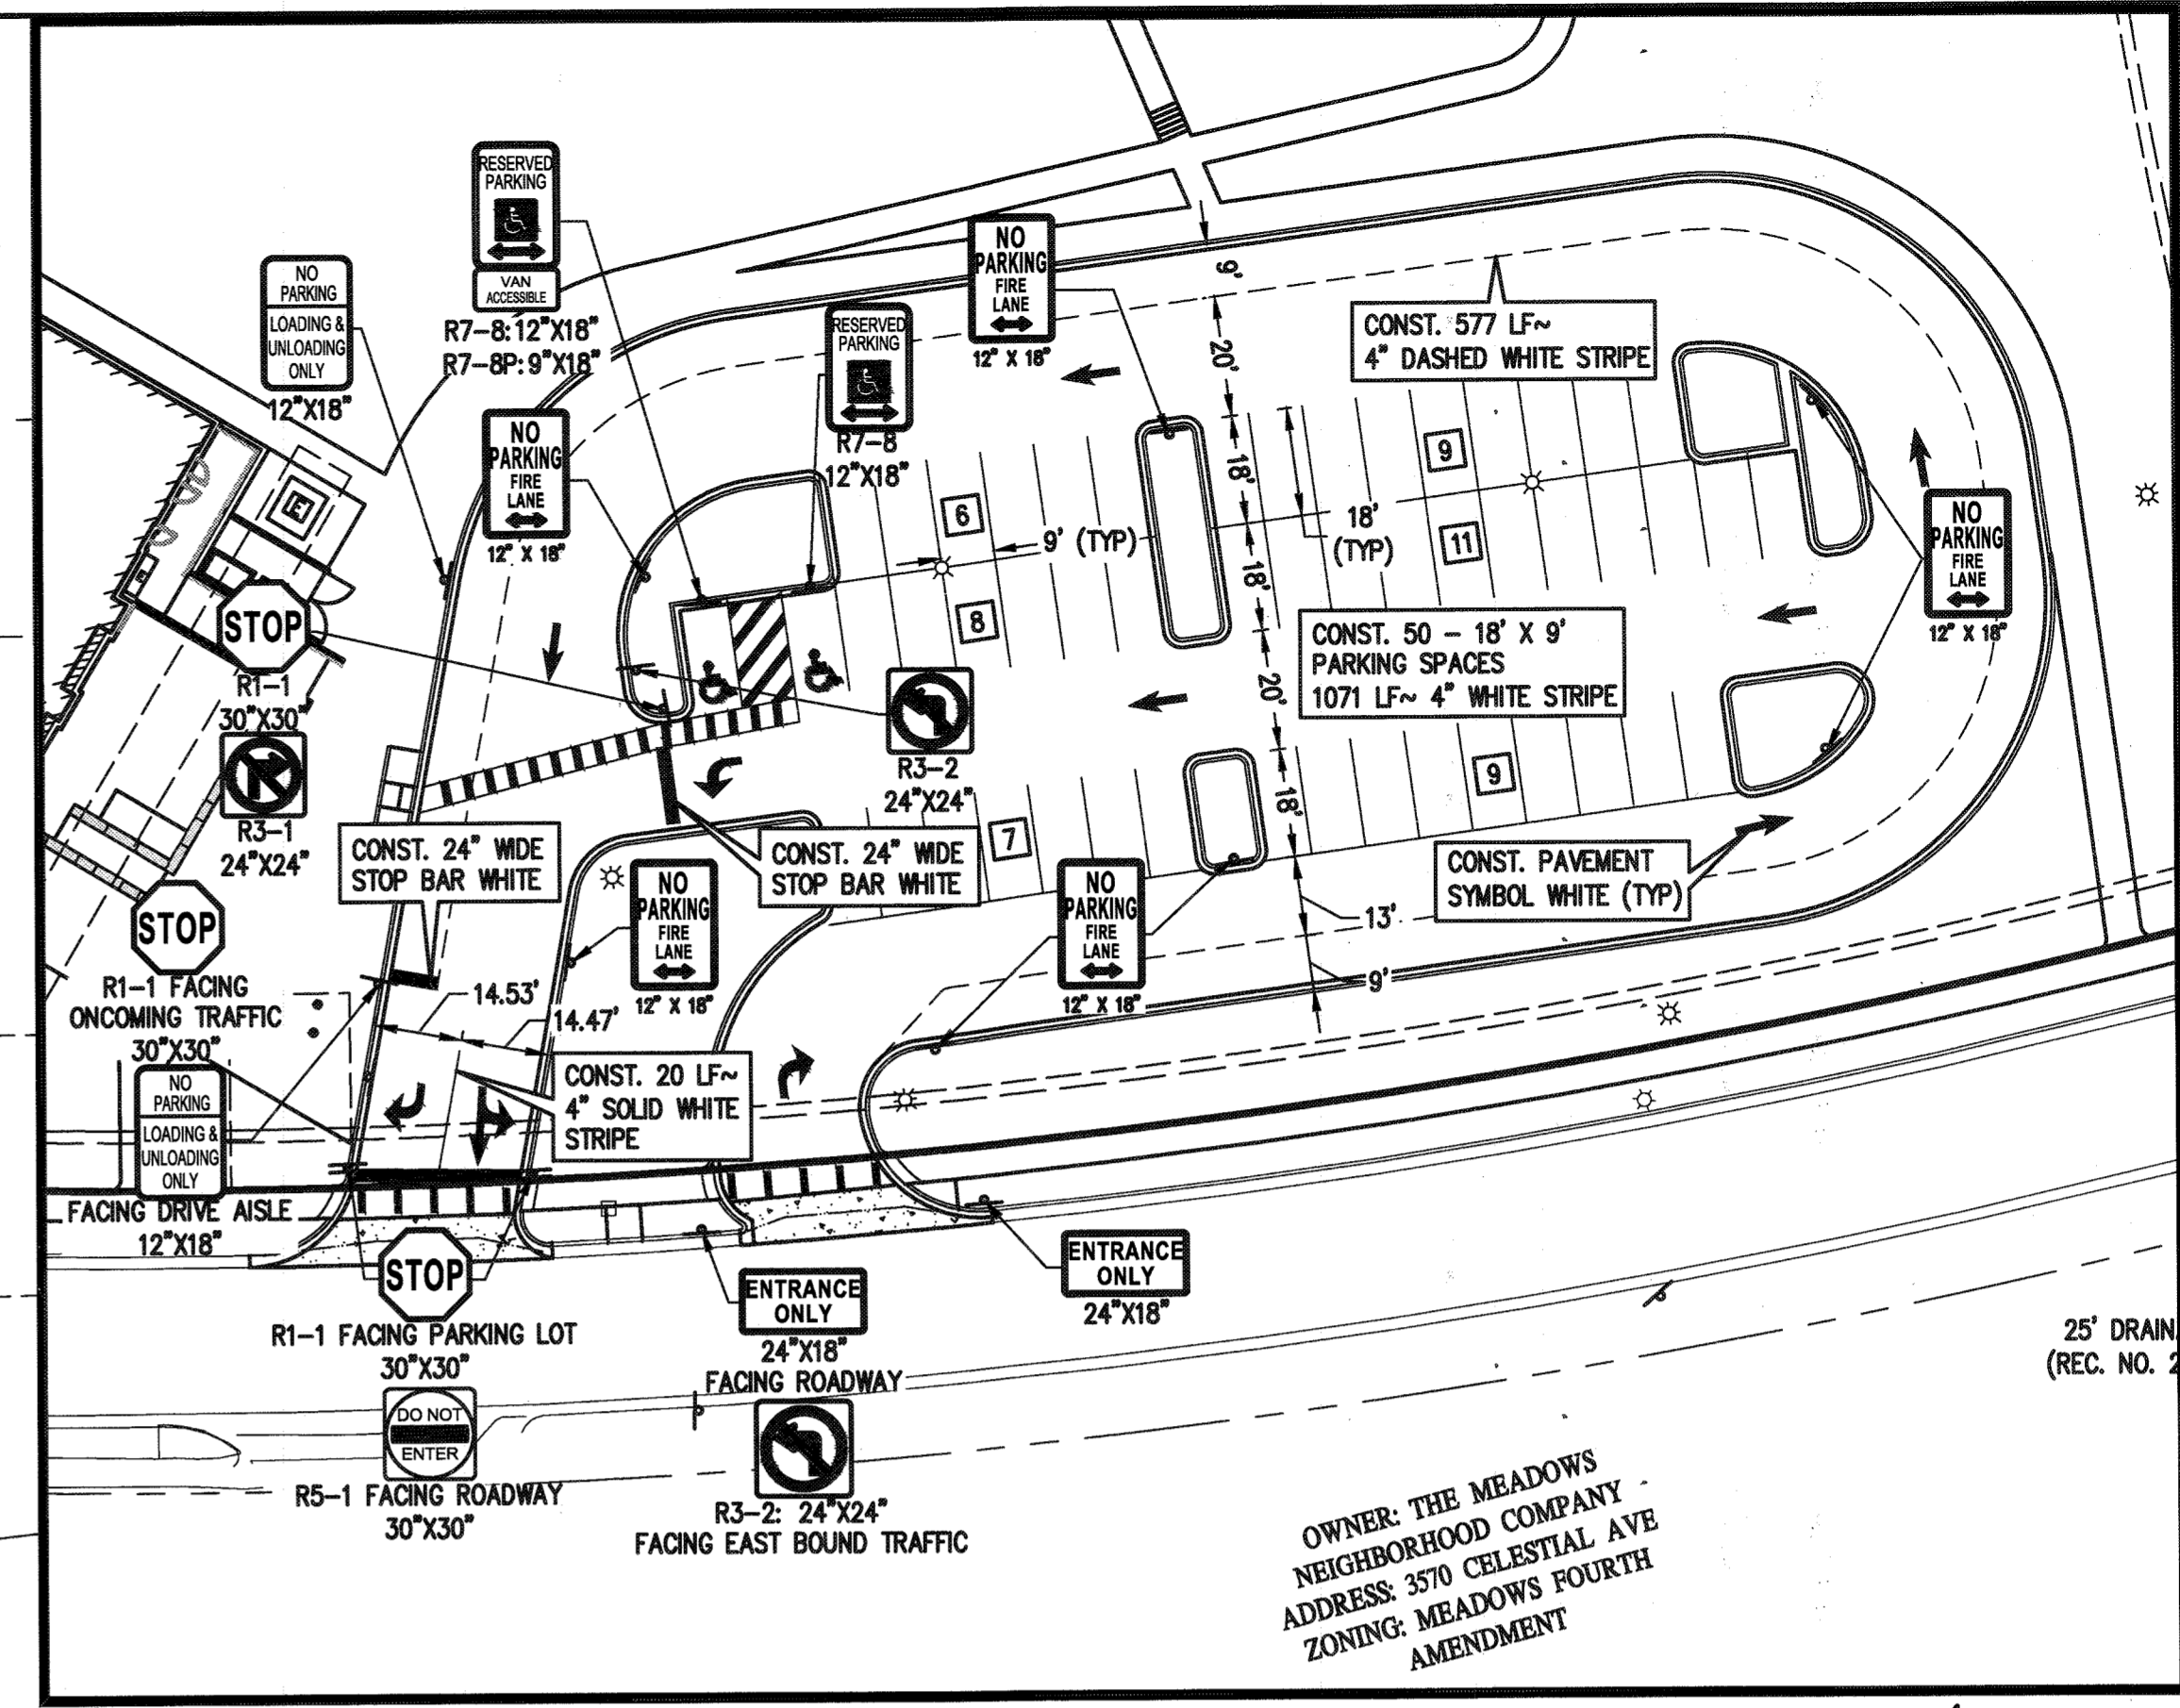 RESERVED
PARKING
VAN
ACCESSIBLE
R7-8: 12"X18"
R7-8P: 9"X18"
NO
PARKING
LOADING &
UNLOADING
ONLY
12"X18"
NO
PARKING
FIRE
LANE
12" X 18"
RESERVED
PARKING
R7-8
12"X18"
NO
PARKING
FIRE
LANE
12" X 18"
9'
20'
CONST. 577 LF~
4" DASHED WHITE STRIPE
18'
9
6
9' (TYP)
18'
(TYP)
11
18'
8
NO
PARKING
FIRE
LANE
12" X 18"
E
STOP
R1-1
30"X30"
R3-1
24"X24"
CONST. 50 - 18' X 9'
PARKING SPACES
1071 LF~ 4" WHITE STRIPE
20'
R3-2
24"X24"
9
18'
7
CONST. 24" WIDE
STOP BAR WHITE
CONST. 24" WIDE
STOP BAR WHITE
CONST. PAVEMENT
SYMBOL WHITE (TYP)
STOP
R1-1 FACING
ONCOMING TRAFFIC
30"X30"
NO
PARKING
FIRE
LANE
12" X 18"
NO
PARKING
FIRE
LANE
12" X 18"
13'
9'
14.53'
14.47'
NO
PARKING
LOADING &
UNLOADING
ONLY
FACING DRIVE AISLE
12"X18"
CONST. 20 LF~
4" SOLID WHITE
STRIPE
STOP
R1-1 FACING PARKING LOT
30"X30"
DO NOT
ENTER
R5-1 FACING ROADWAY
30"X30"
ENTRANCE
ONLY
24"X18"
FACING ROADWAY
R3-2: 24"X24"
FACING EAST BOUND TRAFFIC
ENTRANCE
ONLY
24"X18"
25' DRAIN
(REC. NO. 2
OWNER: THE MEADOWS
NEIGHBORHOOD COMPANY
ADDRESS: 3570 CELESTIAL AVE
ZONING: MEADOWS FOURTH
AMENDMENT